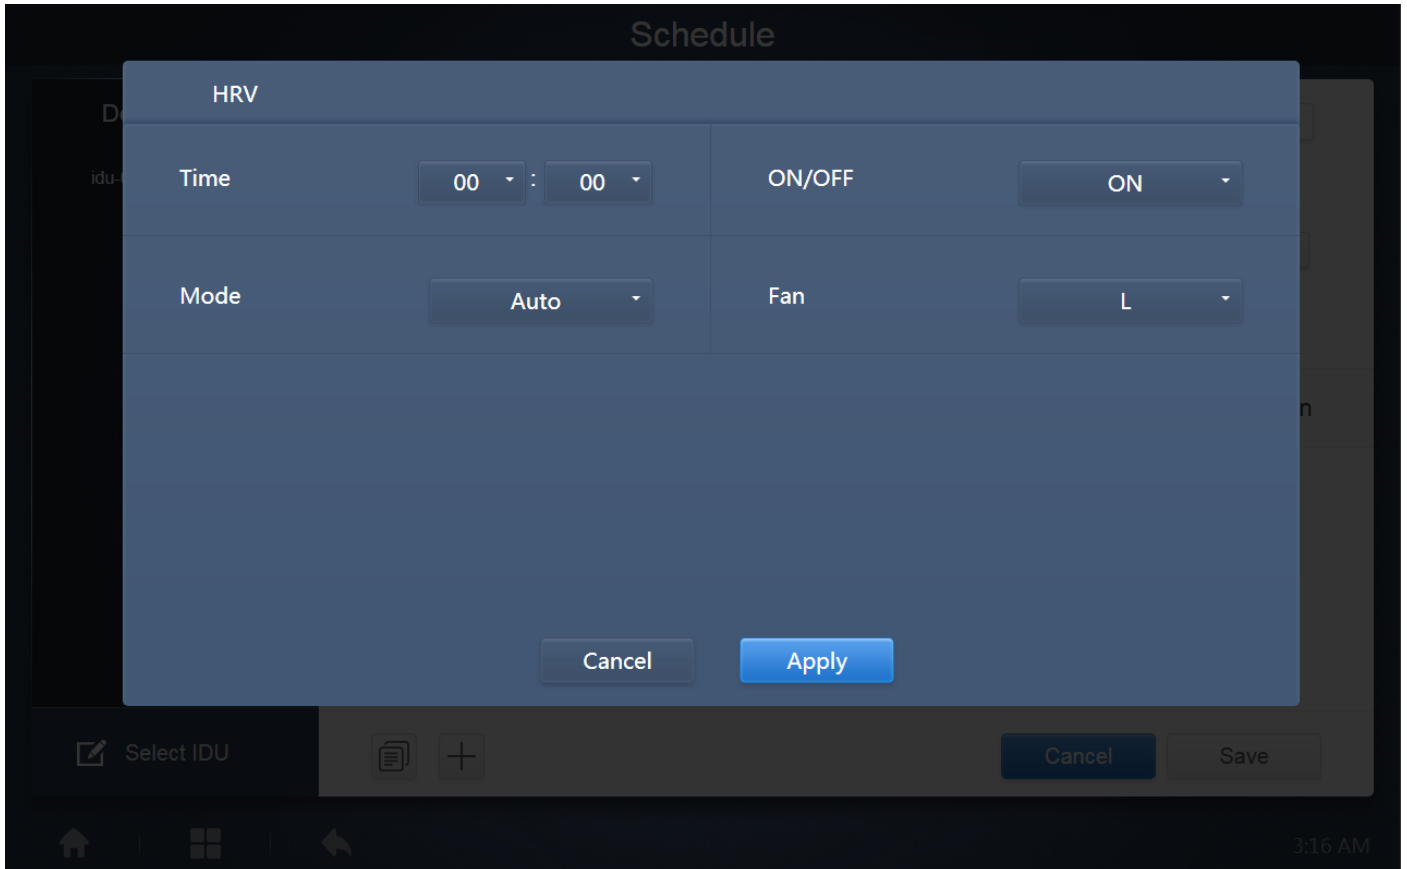 Schedule
HRV
Time 00 : 00 ON/OFF ON
Mode Auto Fan L
Cancel Apply
Select IDU Cancel Save
3:16 AM